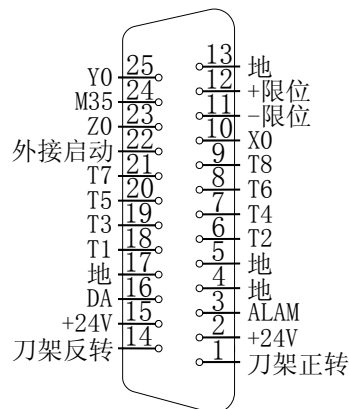 13 地
25 Y0
12 +限位
24 M35
11 -限位
23 Z0
10 X0
22 外接启动
9 T8
21 T7
8 T6
20 T5
7 T4
19 T3
6 T2
18 T1
5 地
17 地
4 地
16 DA
3 ALAM
15 +24V
2 +24V
14 刀架反转
1 刀架正转